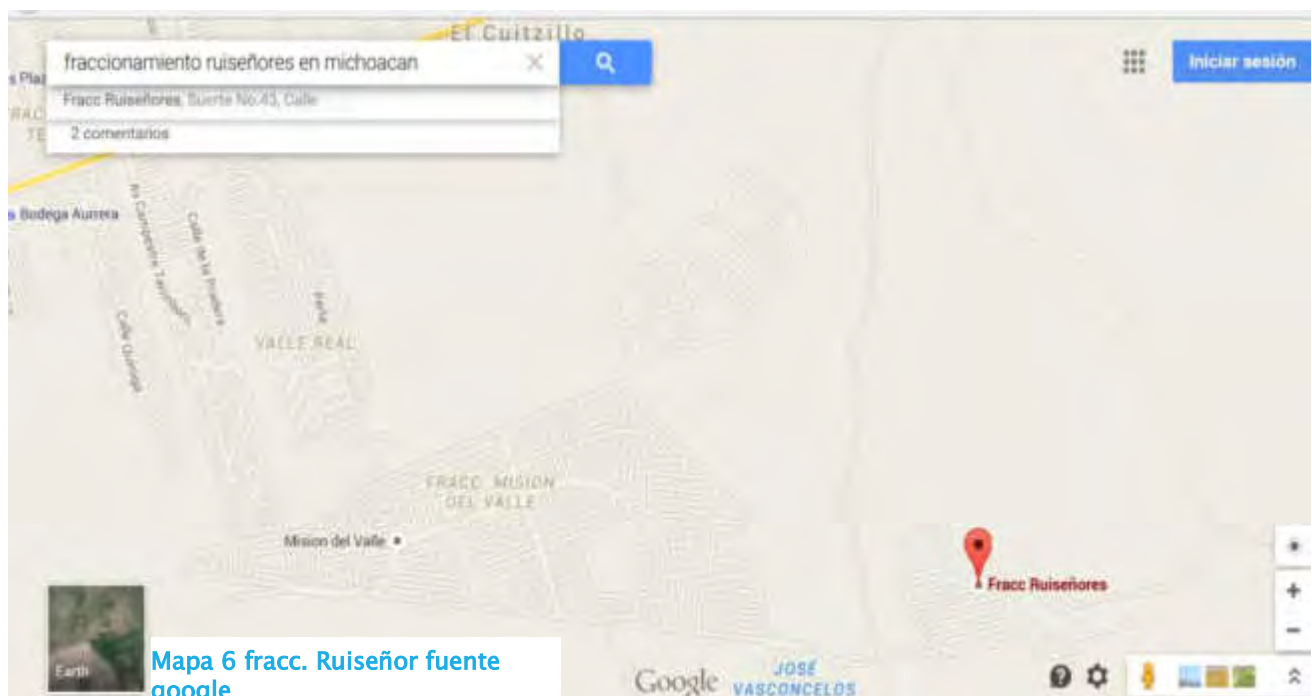 El Cuitzillo
fraccionamiento ruiseñores en michoacan
Iniciar sesión
Fracc Ruiseñores, Suerte No.43, Calle
2 comentarios
Bodega Aurrera
Calle de la Pradera
Calle Quiroga
VALLE REAL
FRACC. MISION
DEL VALLE
Mision del Valle
Fracc Ruiseñores
Earth
Mapa 6 fracc. Ruiseñor fuente
google
Google
JOSÉ
VASCONCELOS